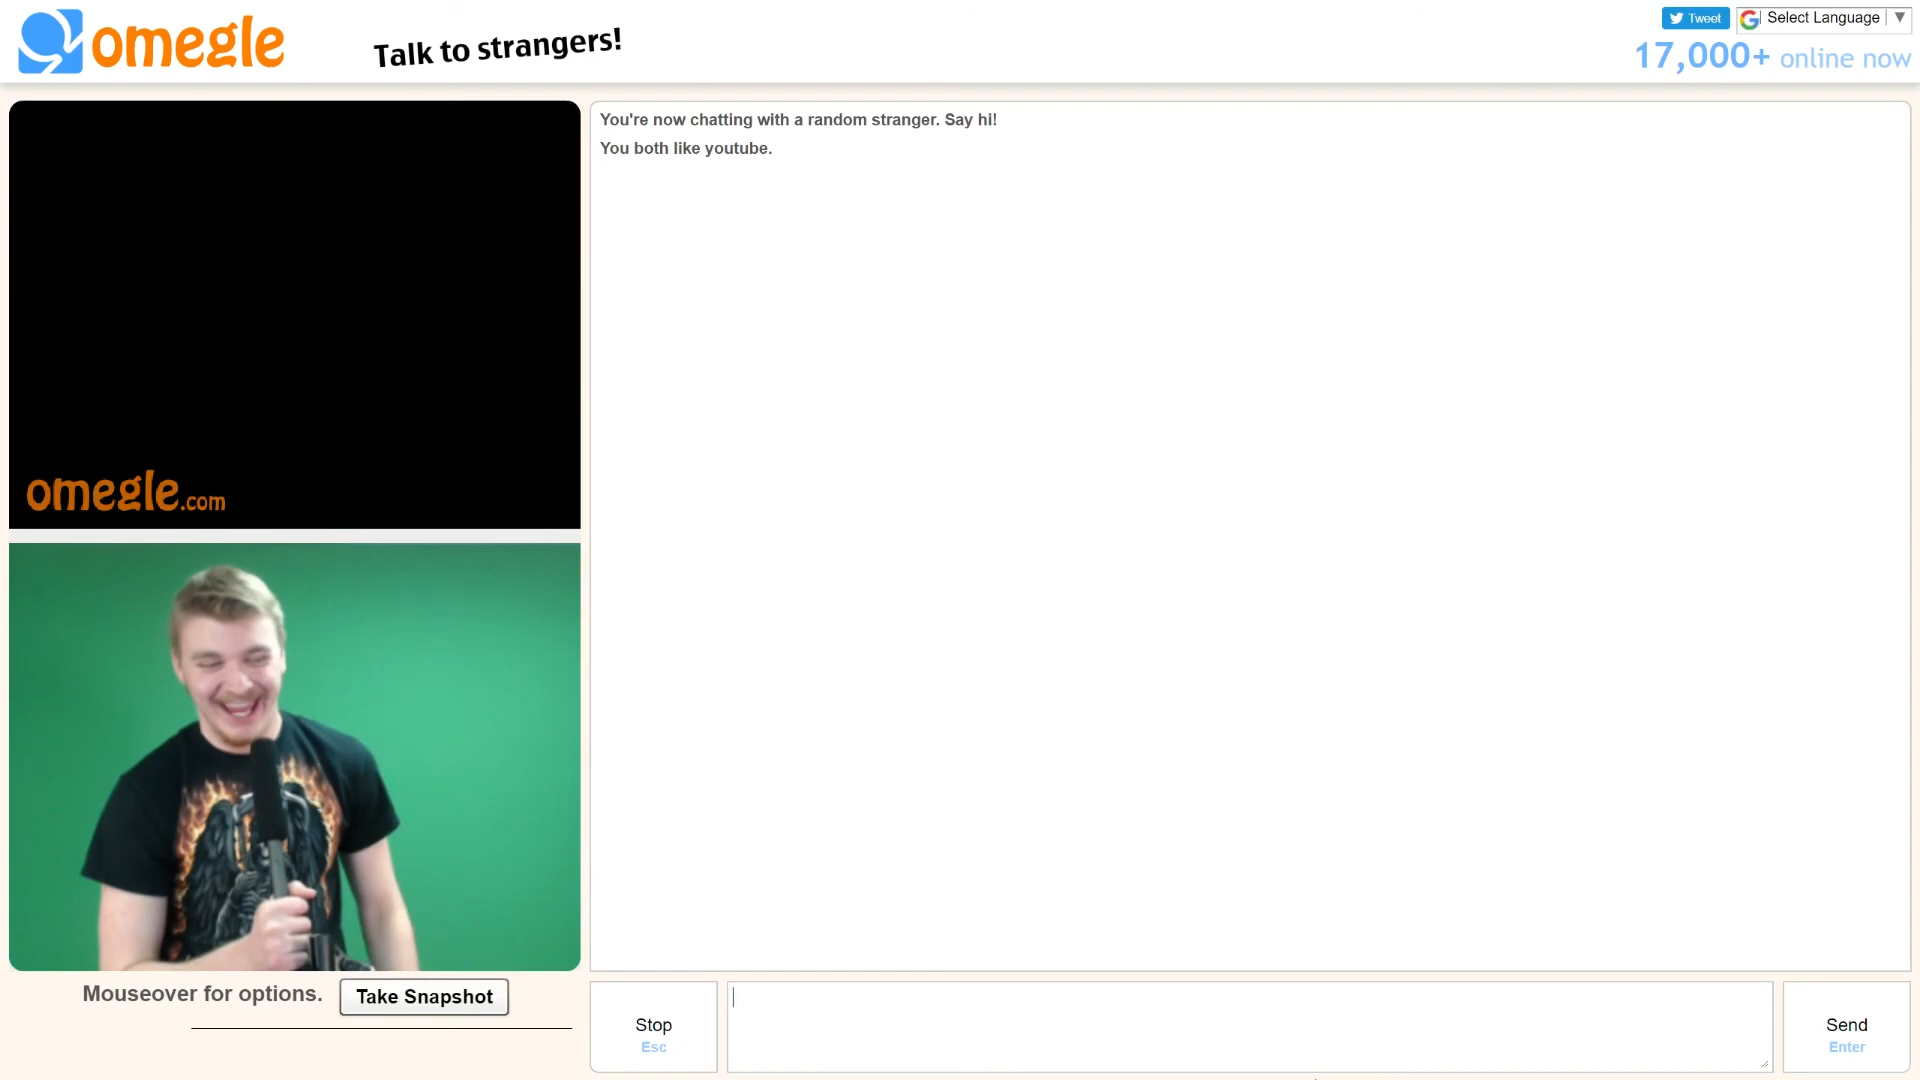 omegle
Talk to strangers!
Tweet
Select Language
17,000+ online now
You're now chatting with a random stranger. Say hi!
You both like youtube.
omegle.com
Mouseover for options.
Take Snapshot
Stop
Esc
Send
Enter